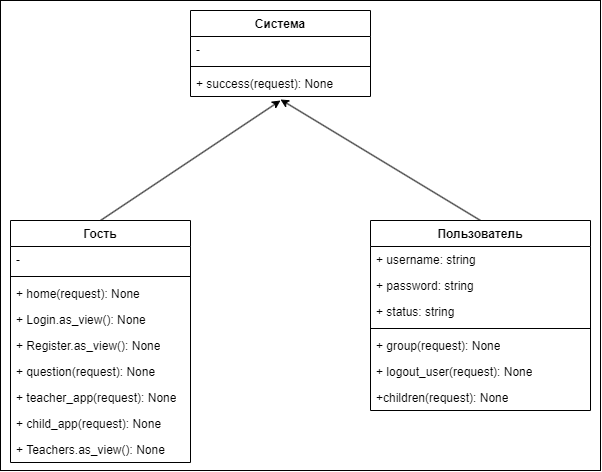 Система
-
+ success(request): None
Гость
-
+ home(request): None
+ Login.as_view(): None
+ Register.as_view(): None
+ question(request): None
+ teacher_app(request): None
+ child_app(request): None
+ Teachers.as_view(): None
Пользователь
+ username: string
+ password: string
+ status: string
+ group(request): None
+ logout_user(request): None
+children(request): None